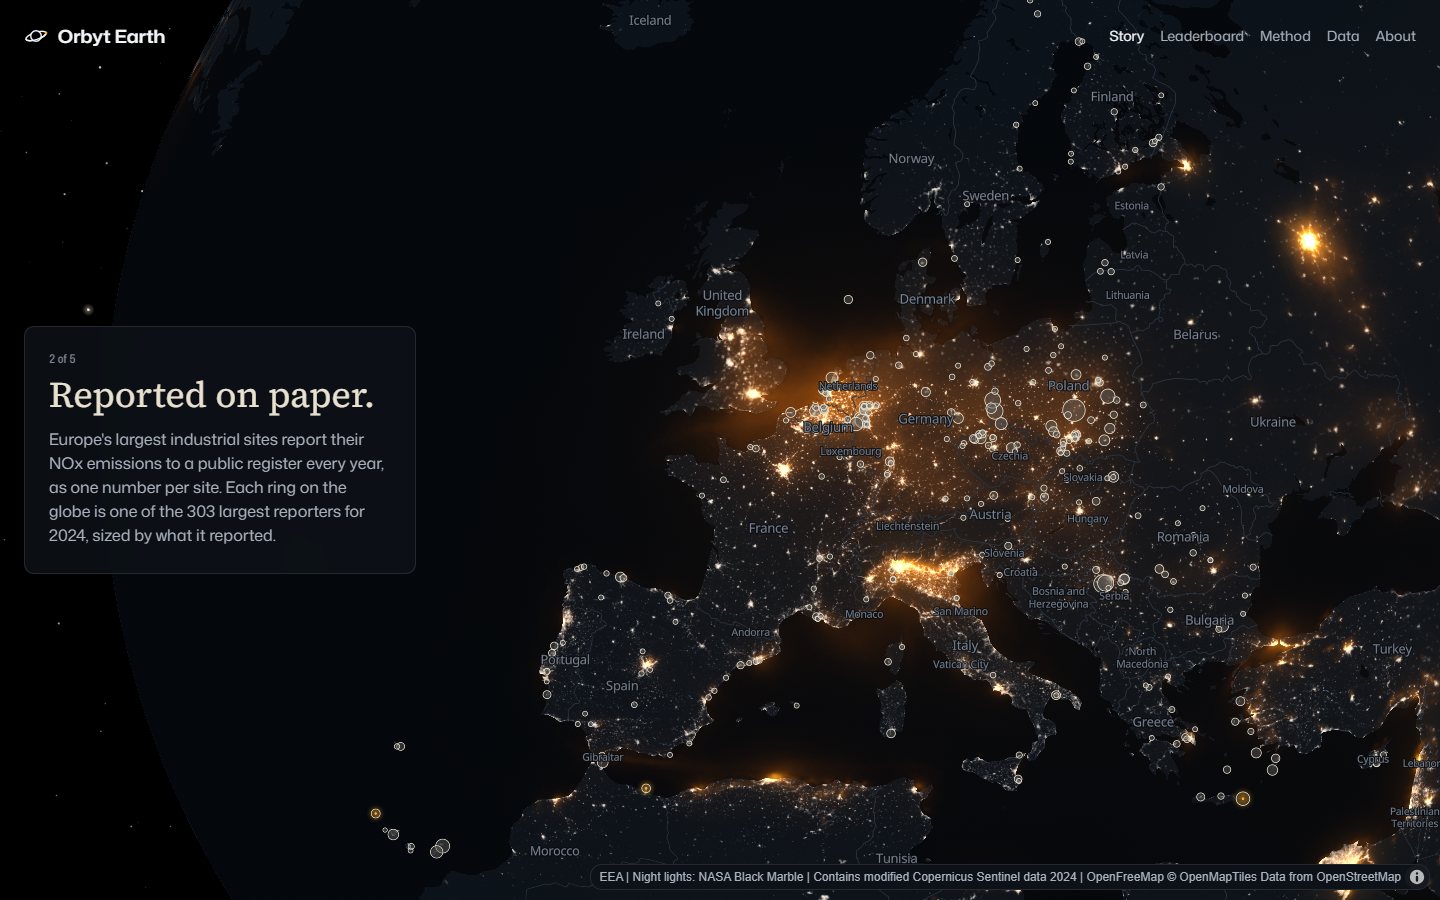 Orbyt Earth
Story
Leaderboard
Method
Data
About
Iceland
Finland
Norway
Sweden
Estonia
Latvia
United
Kingdom
Denmark
Lithuania
Ireland
Belarus
2 of 5
Reported on paper.
Europe's largest industrial sites report their
NOx emissions to a public register every year,
as one number per site. Each ring on the
globe is one of the 303 largest reporters for
2024, sized by what it reported.
Netherlands
Poland
Germany
Belgium
Ukraine
Luxembourg
Czechia
Slovakia
Moldova
Austria
Hungary
France
Liechtenstein
Romania
Slovenia
Croatia
Bosnia and
Herzegovina
Serbia
Monaco
San Marino
Bulgaria
Andorra
Italy
North
Macedonia
Turkey
Portugal
Vatican City
Spain
Greece
Gibraltar
Cyprus
Lebanon
Palestinian
Territories
Morocco
Tunisia
EEA | Night lights: NASA Black Marble | Contains modified Copernicus Sentinel data 2024 | OpenFreeMap © OpenMapTiles Data from OpenStreetMap